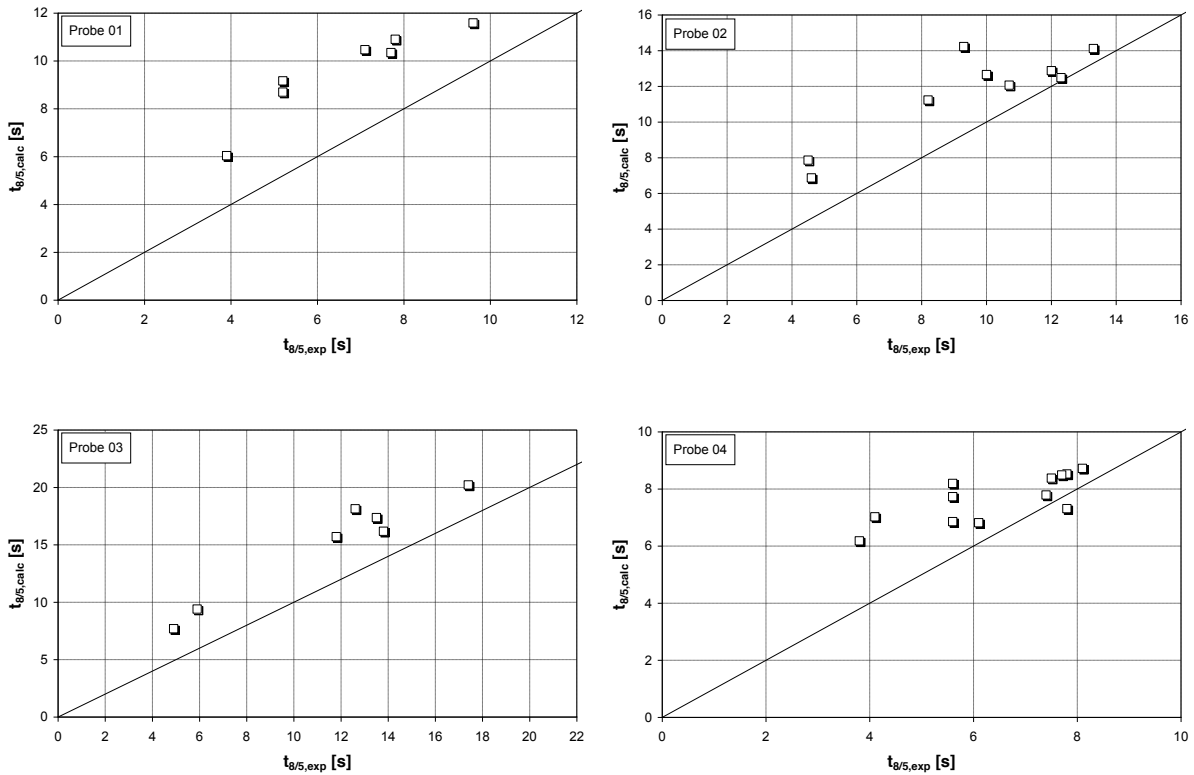 Probe 01
12
10
8
6
4
2
0
t8/5,calc [s]
0 2 4 6 8 10 12
t8/5,exp [s]
Probe 02
16
14
12
10
8
6
4
2
0
t8/5,calc [s]
0 2 4 6 8 10 12 14 16
t8/5,exp [s]
Probe 03
25
20
15
10
5
0
t8/5,calc [s]
0 2 4 6 8 10 12 14 16 18 20 22
t8/5,exp [s]
Probe 04
10
8
6
4
2
0
t8/5,calc [s]
0 2 4 6 8 10
t8/5,exp [s]